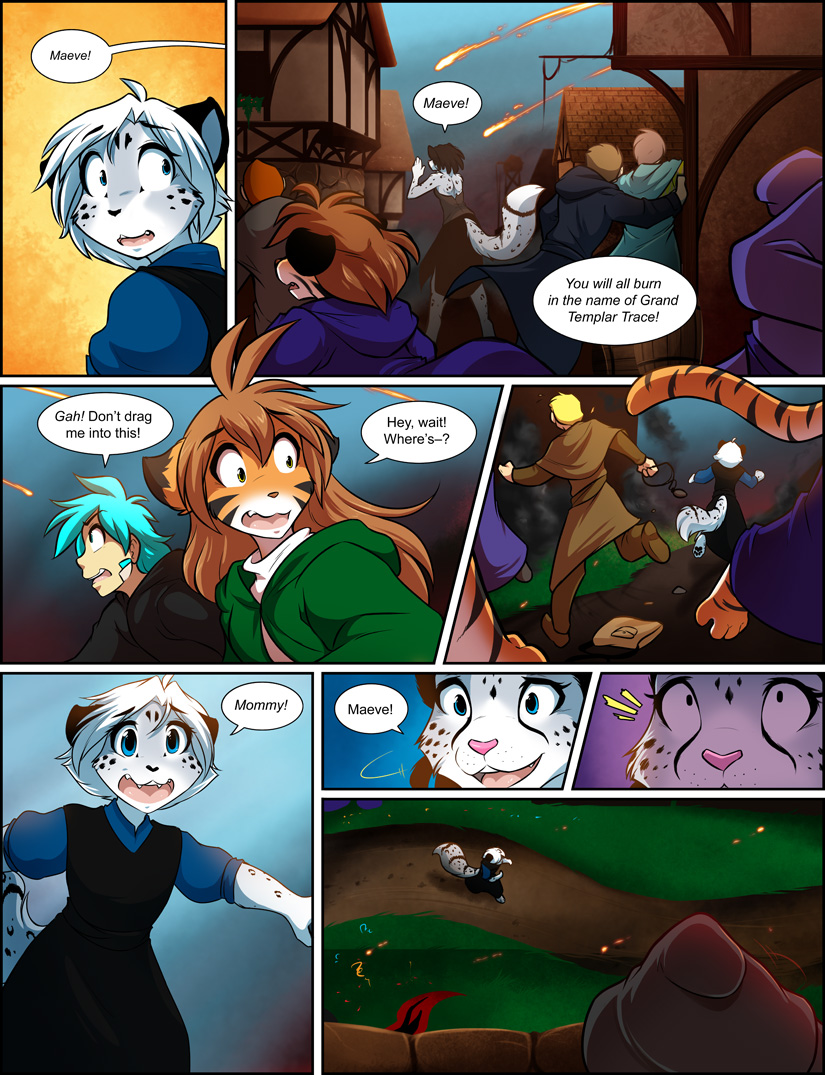 Maeve!
Maeve!
You will all burn
in the name of Grand
Templar Trace!
Gah! Don't drag
me into this!
Hey, wait!
Where's–?
Mommy!
Maeve!